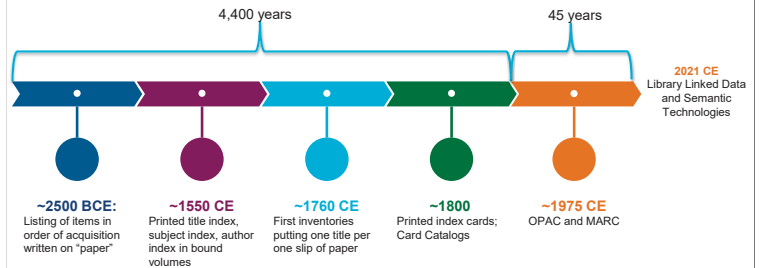 4,400 years
45 years
2021 CE
Library Linked Data
and Semantic
Technologies
~2500 BCE:
Listing of items in
order of acquisition
written on “paper”
~1550 CE
Printed title index,
subject index, author
index in bound
volumes
~1760 CE
First inventories
putting one title per
one slip of paper
~1800
Printed index cards;
Card Catalogs
~1975 CE
OPAC and MARC